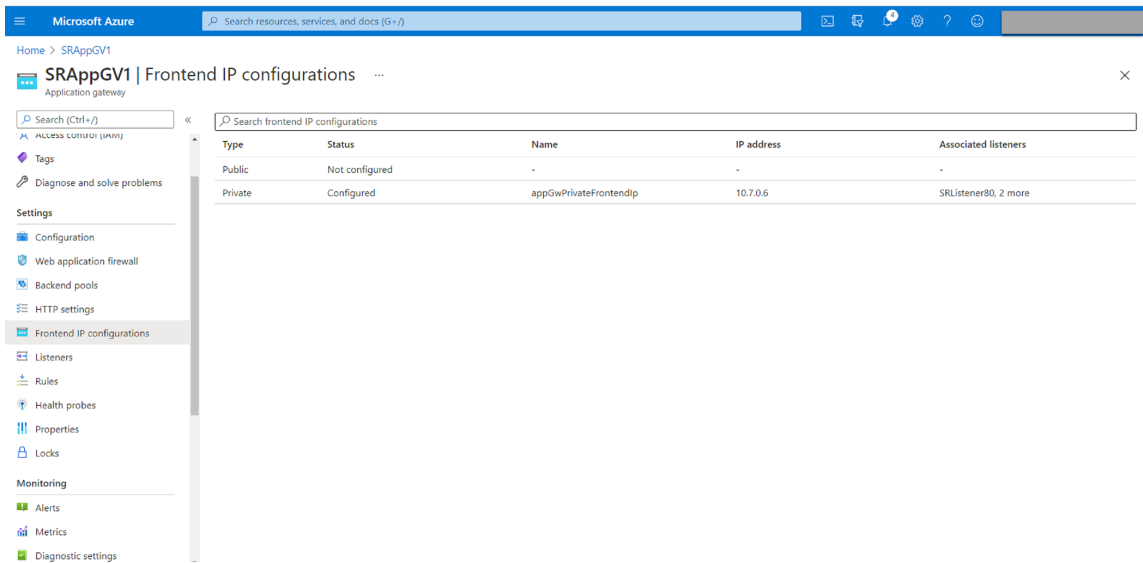 Microsoft Azure
Search resources, services, and docs (G+/)
4
Home > SRAppGV1
SRAppGV1 | Frontend IP configurations ...
Application gateway
Search (Ctrl+/)
«
Access control (IAM)
Tags
Diagnose and solve problems
Settings
Configuration
Web application firewall
Backend pools
HTTP settings
Frontend IP configurations
Listeners
Rules
Health probes
Properties
Locks
Monitoring
Alerts
Metrics
Diagnostic settings
Search frontend IP configurations
Type Status Name IP address Associated listeners
Public Not configured - - -
Private Configured appGwPrivateFrontendIp 10.7.0.6 SRListener80, 2 more